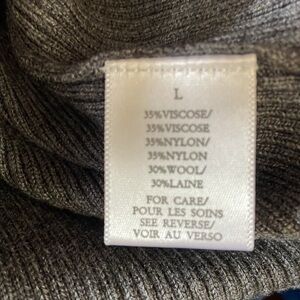 L
35%VISCOSE/
35%VISCOSE
35%NYLON/
35%NYLON
30%WOOL/
30%LAINE
FOR CARE/
POUR LES SOINS
SEE REVERSE/
VOIR AU VERSO